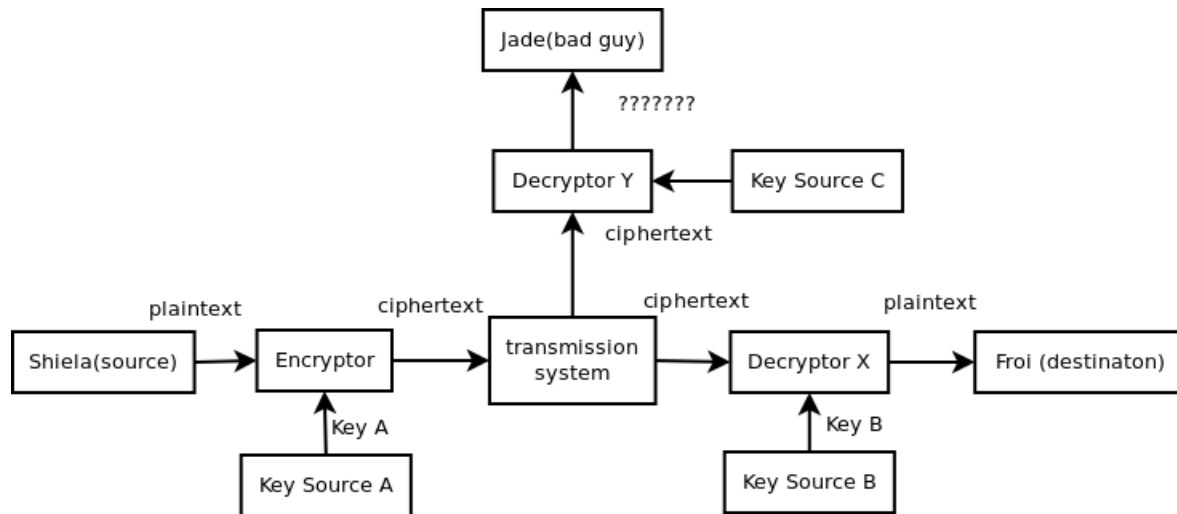 Jade(bad guy)
???????
Decryptor Y
Key Source C
ciphertext
plaintext
ciphertext
ciphertext
plaintext
Shiela(source)
Encryptor
transmission
system
Decryptor X
Froi (destinaton)
Key A
Key B
Key Source A
Key Source B